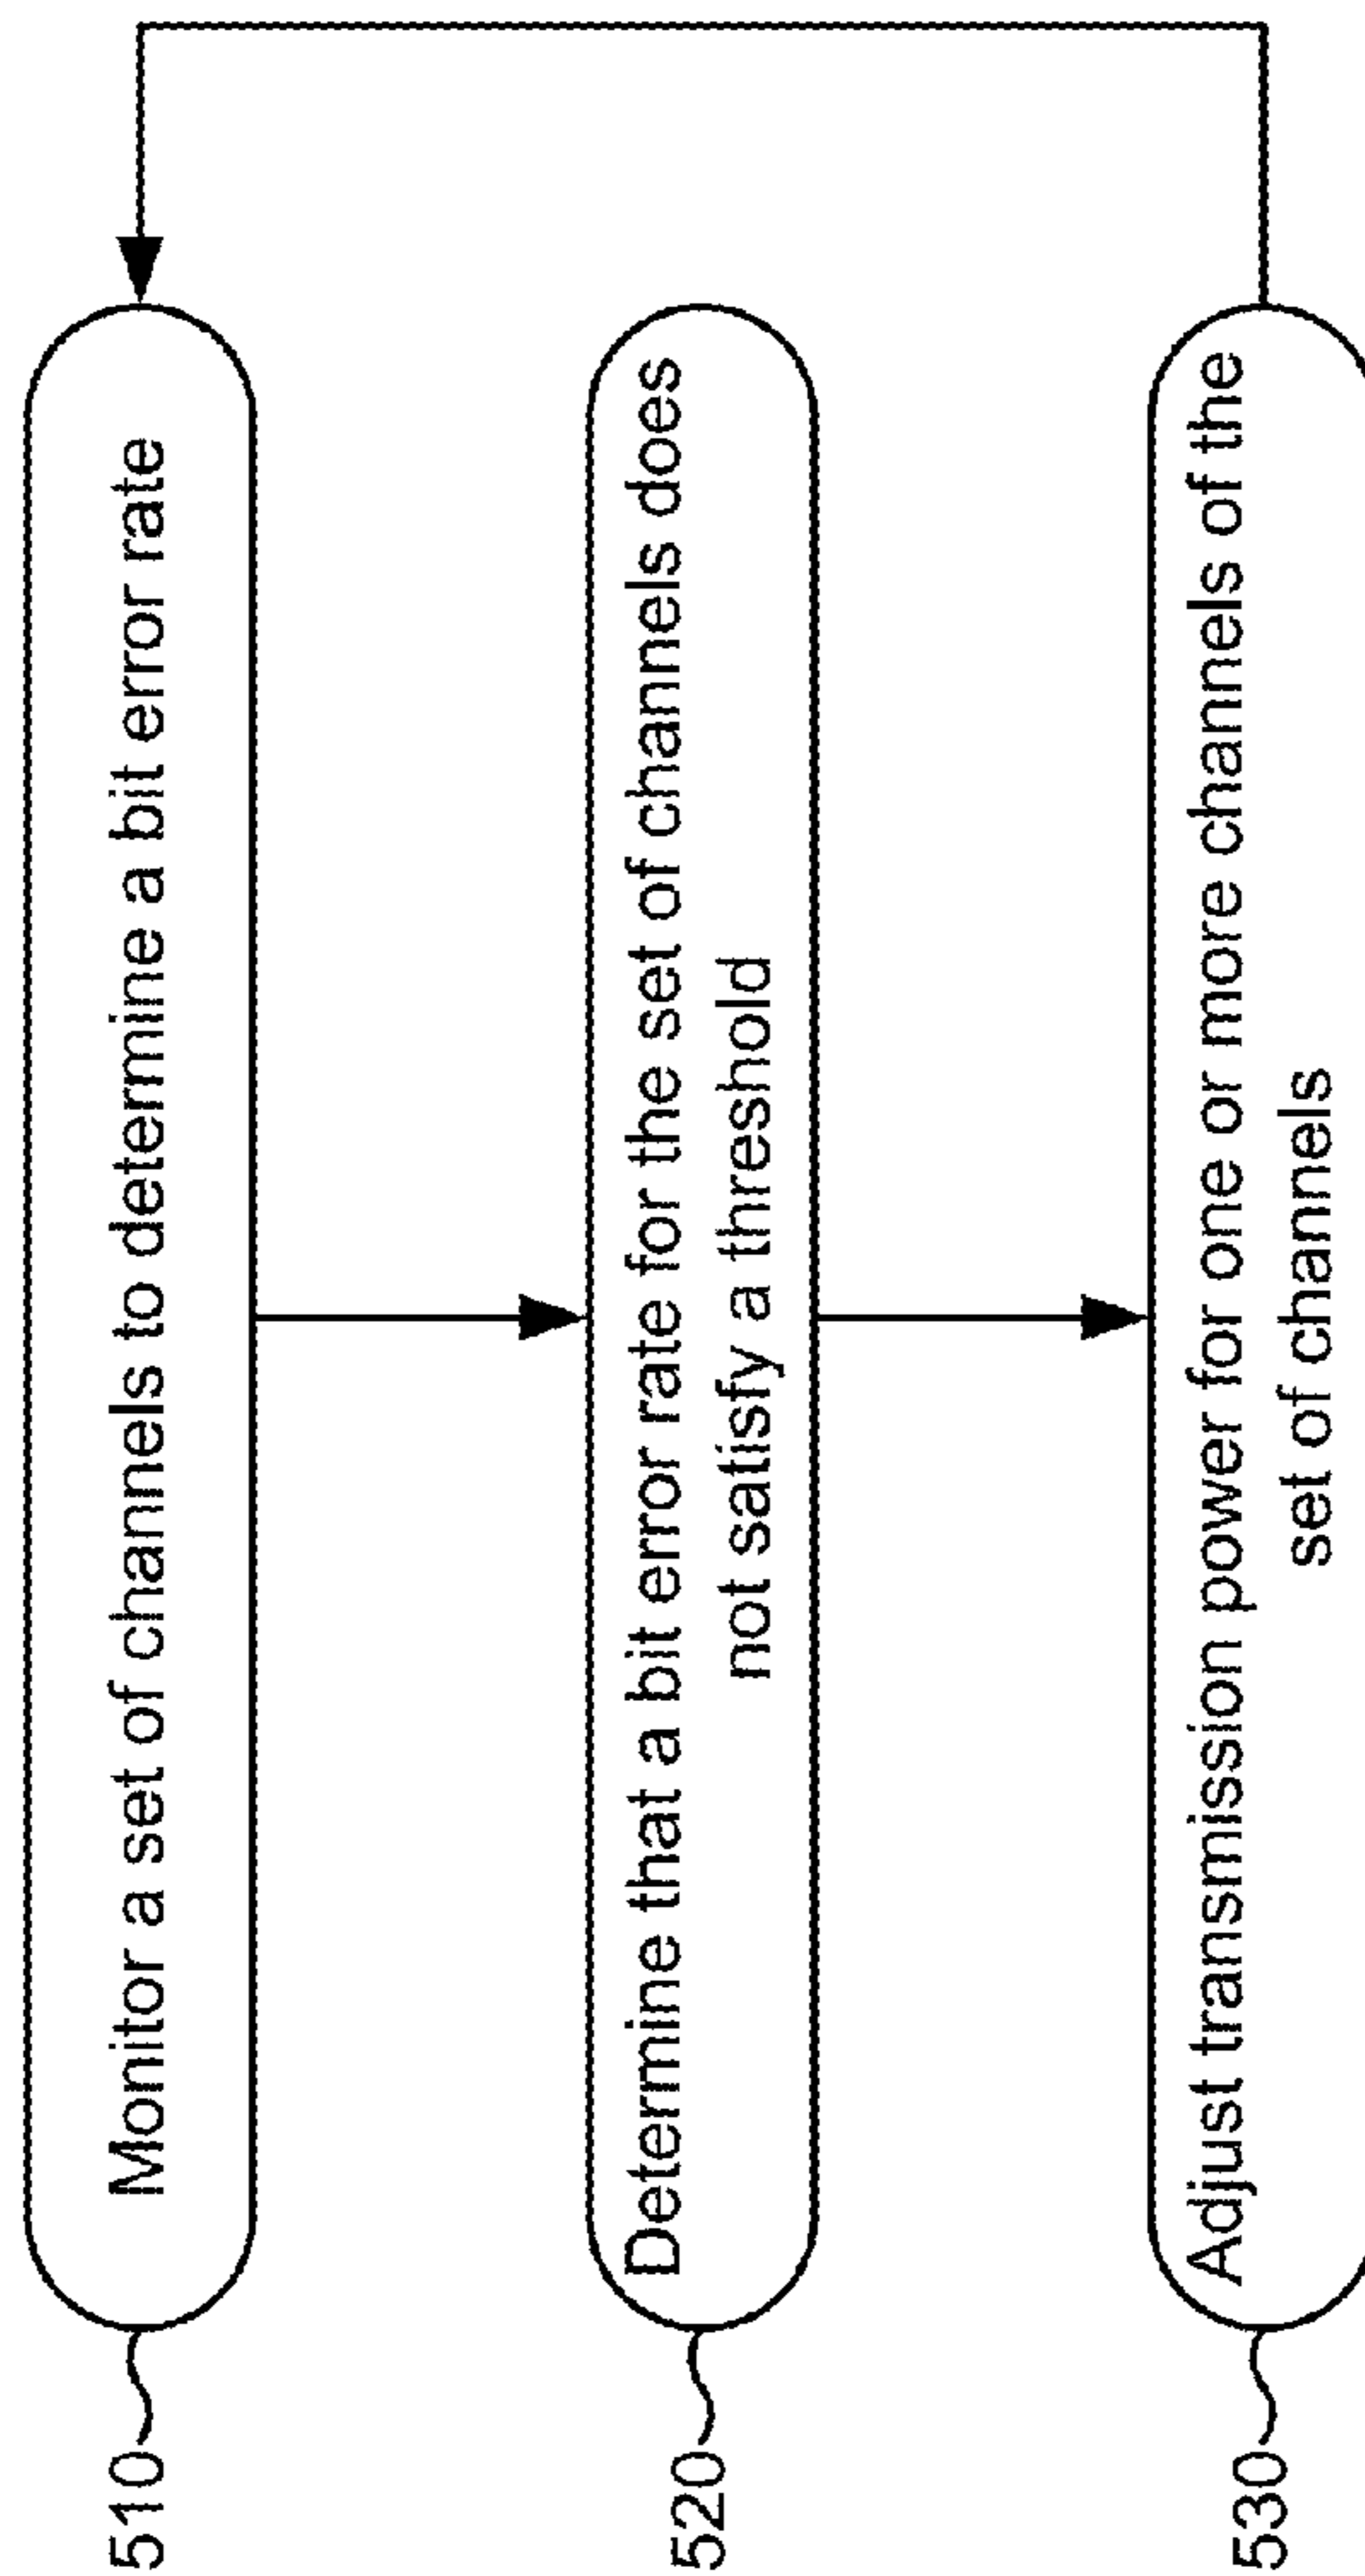 510
Monitor a set of channels to determine a bit error rate
520
Determine that a bit error rate for the set of channels does
not satisfy a threshold
530
Adjust transmission power for one or more channels of the
set of channels